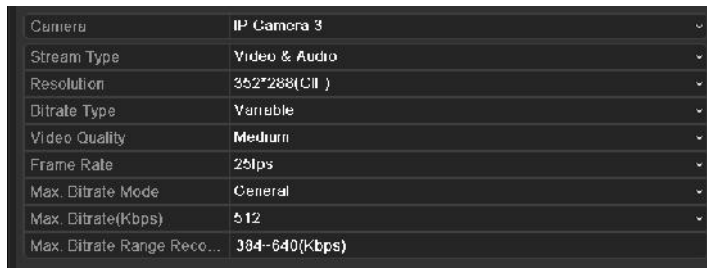 Camera IP Camera 3
Stream Type Video & Audio
Resolution 352*288(CIF)
Bitrate Type Variable
Video Quality Medium
Frame Rate 25fps
Max. Bitrate Mode General
Max. Bitrate(Kbps) 512
Max. Bitrate Range Reco... 384~640(Kbps)